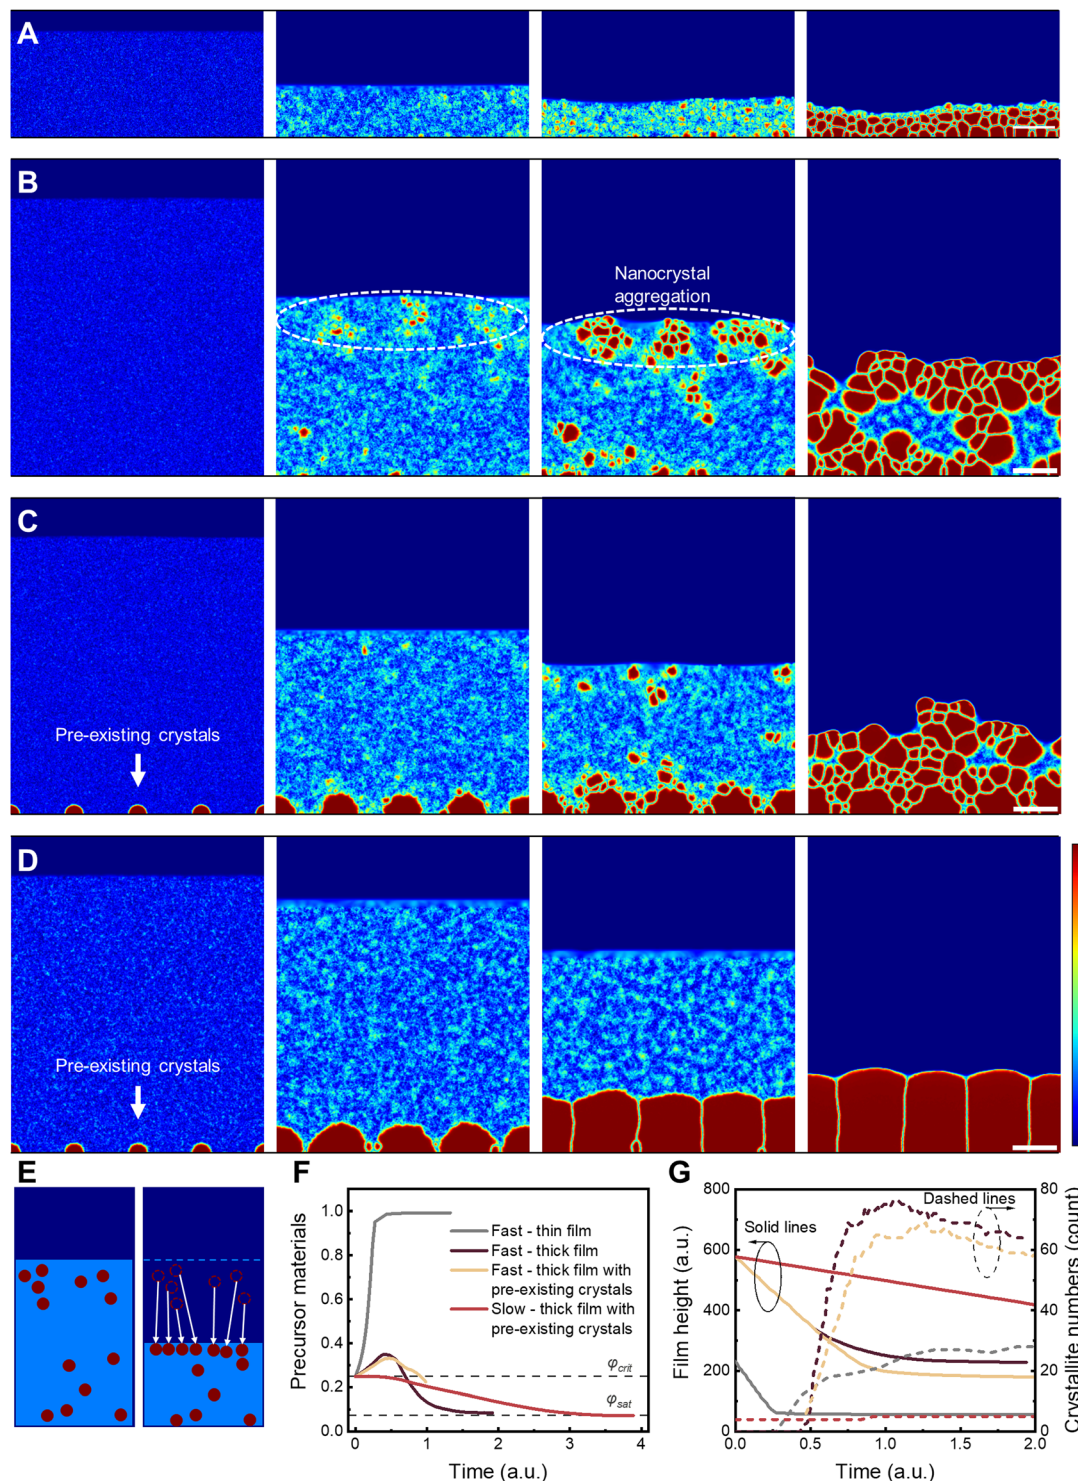 A
B
Nanocrystal
aggregation
C
Pre-existing crystals
D
Pre-existing crystals
E
F
Precursor materials
1.0
0.8
0.6
0.4
0.2
0.0
Fast - thin film
Fast - thick film
Fast - thick film with
pre-existing crystals
Slow - thick film with
pre-existing crystals
φcrit
φsat
0 1 2 3 4
Time (a.u.)
G
Film height (a.u.)
800
600
400
200
0
Solid lines
Dashed lines
80
60
40
20
0
Crystallite numbers (count)
0.0 0.5 1.0 1.5 2.0
Time (a.u.)